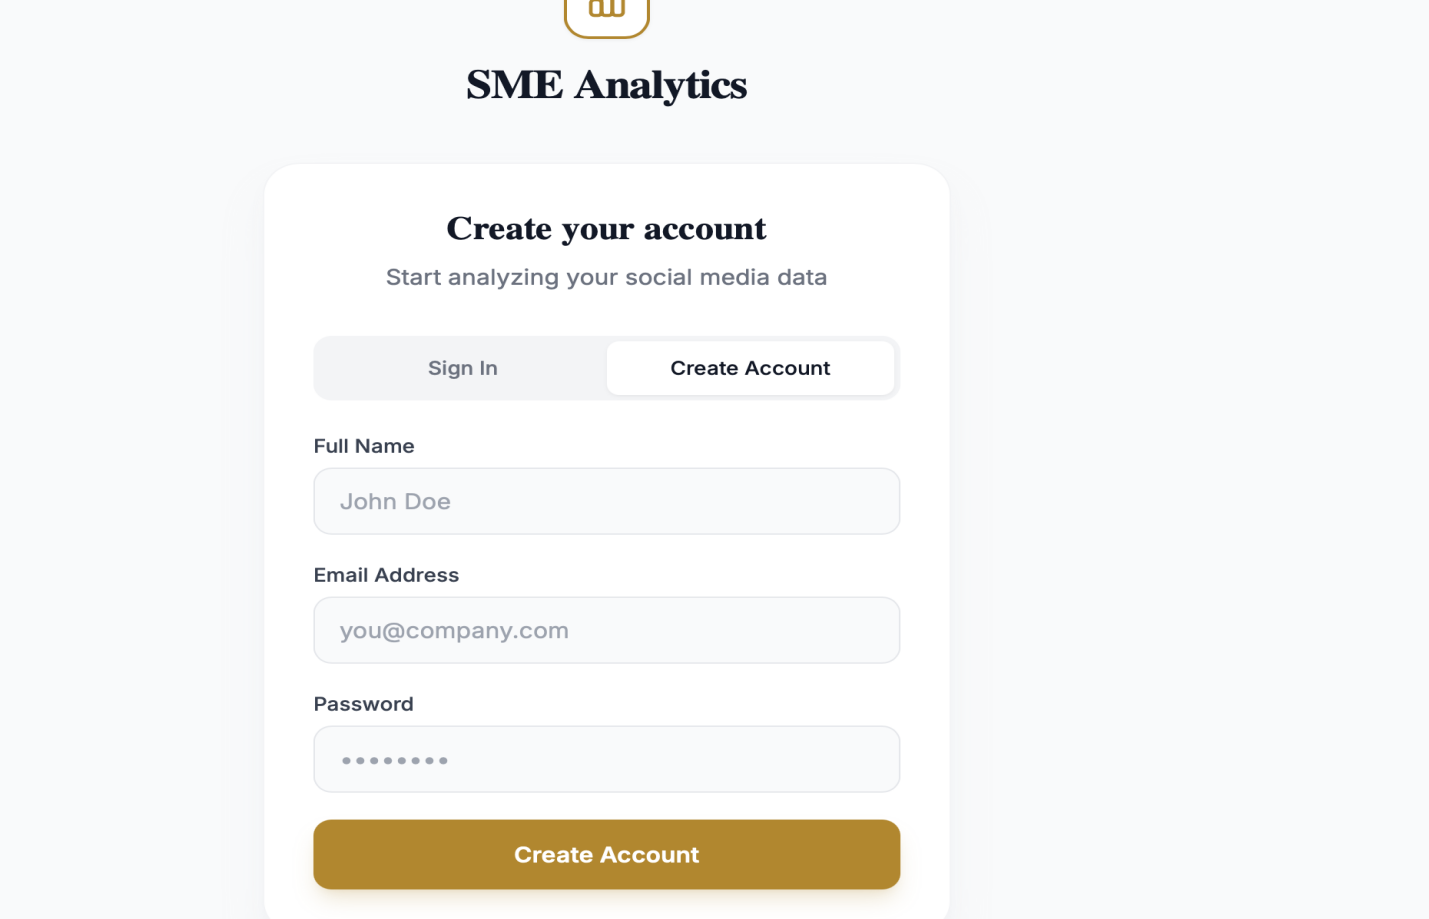 SME Analytics
Create your account
Start analyzing your social media data
Sign In
Create Account
Full Name
John Doe
Email Address
you@company.com
Password
••••••••
Create Account